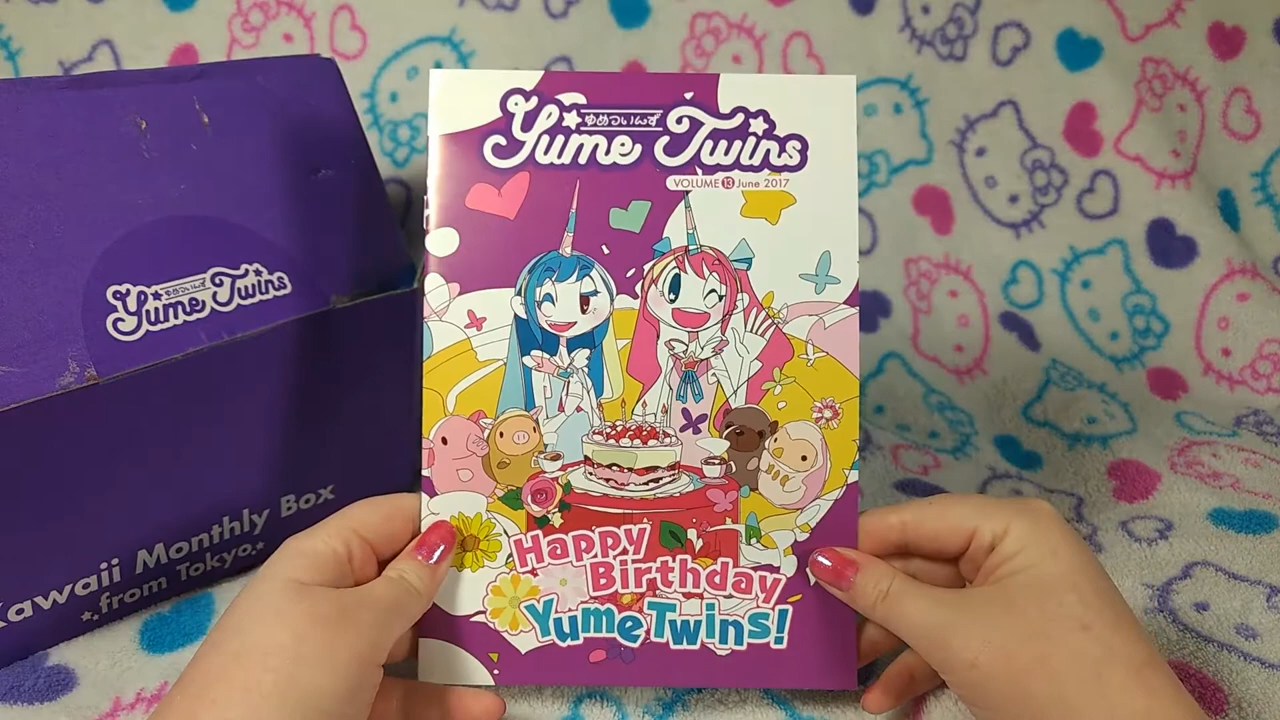 ゆめついんず
Yume Twins
VOLUME 13 June 2017
Happy
Birthday
Yume Twins!
ゆめついんず
Yume Twins
Kawaii Monthly Box
from Tokyo